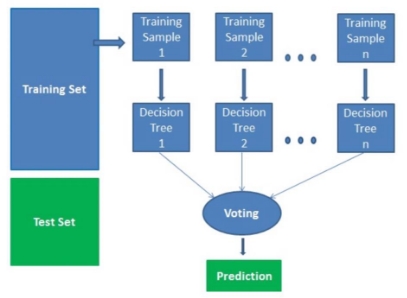 Training Set
Training
Sample
1
Training
Sample
2
Training
Sample
n
Decision
Tree
1
Decision
Tree
2
Decision
Tree
n
Test Set
Voting
Prediction